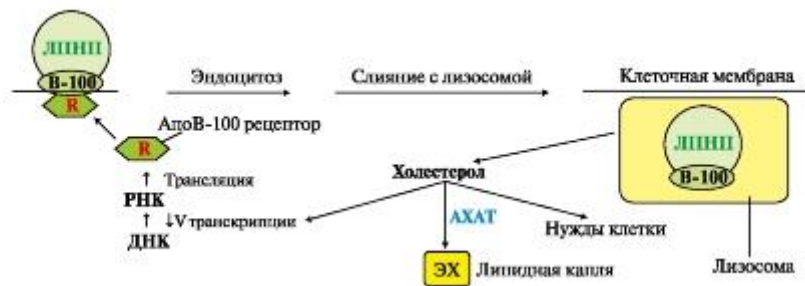 ЛПНП
В-100
R
Эндоцитоз
Слияние с лизосомой
Клеточная мембрана
R
АпоВ-100 рецептор
↑ Трансляция
РНК
↑ ↓V транскрипции
ДНК
Холестерол
АХАТ
ЭХ Липидная капля
Нужды клетки
ЛПНП
В-100
Лизосома